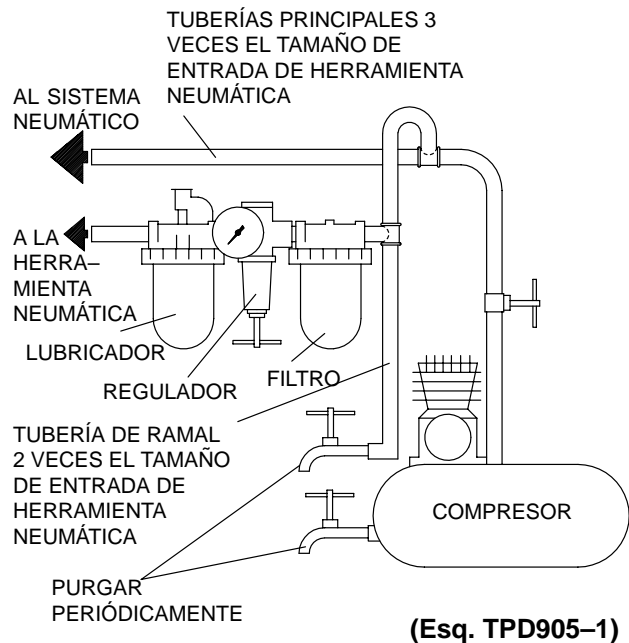 TUBERÍAS PRINCIPALES 3
VECES EL TAMAÑO DE
ENTRADA DE HERRAMIENTA
NEUMÁTICA
AL SISTEMA
NEUMÁTICO
A LA
HERRA–
MIENTA
NEUMÁTICA
LUBRICADOR
REGULADOR
FILTRO
TUBERÍA DE RAMAL
2 VECES EL TAMAÑO
DE ENTRADA DE
HERRAMIENTA
NEUMÁTICA
COMPRESOR
PURGAR
PERIÓDICAMENTE
(Esq. TPD905–1)